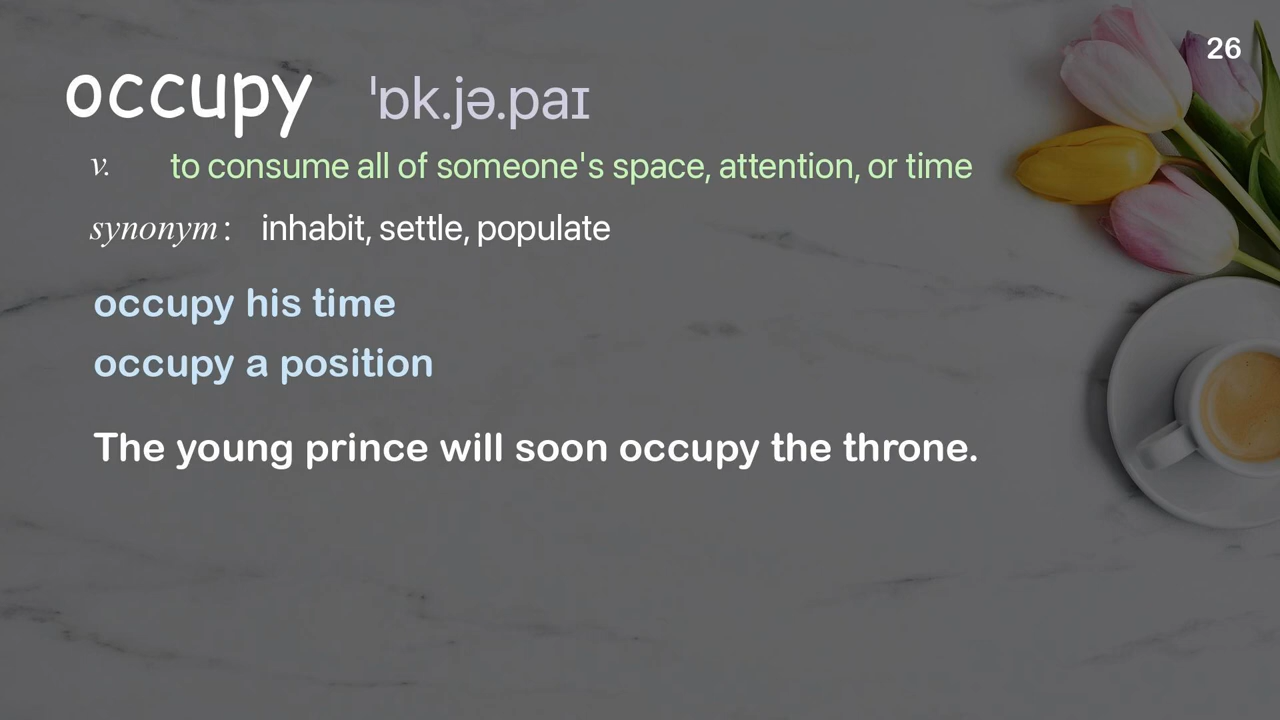 26
occupy ˈɒk.jə.paɪ
v. to consume all of someone's space, attention, or time
synonym: inhabit, settle, populate
occupy his time
occupy a position
The young prince will soon occupy the throne.